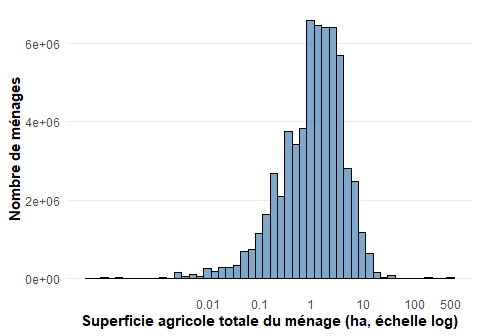 Nombre de ménages
6e+06
4e+06
2e+06
0e+00
0.01 0.1 1 10 100 500
Superficie agricole totale du ménage (ha, échelle log)